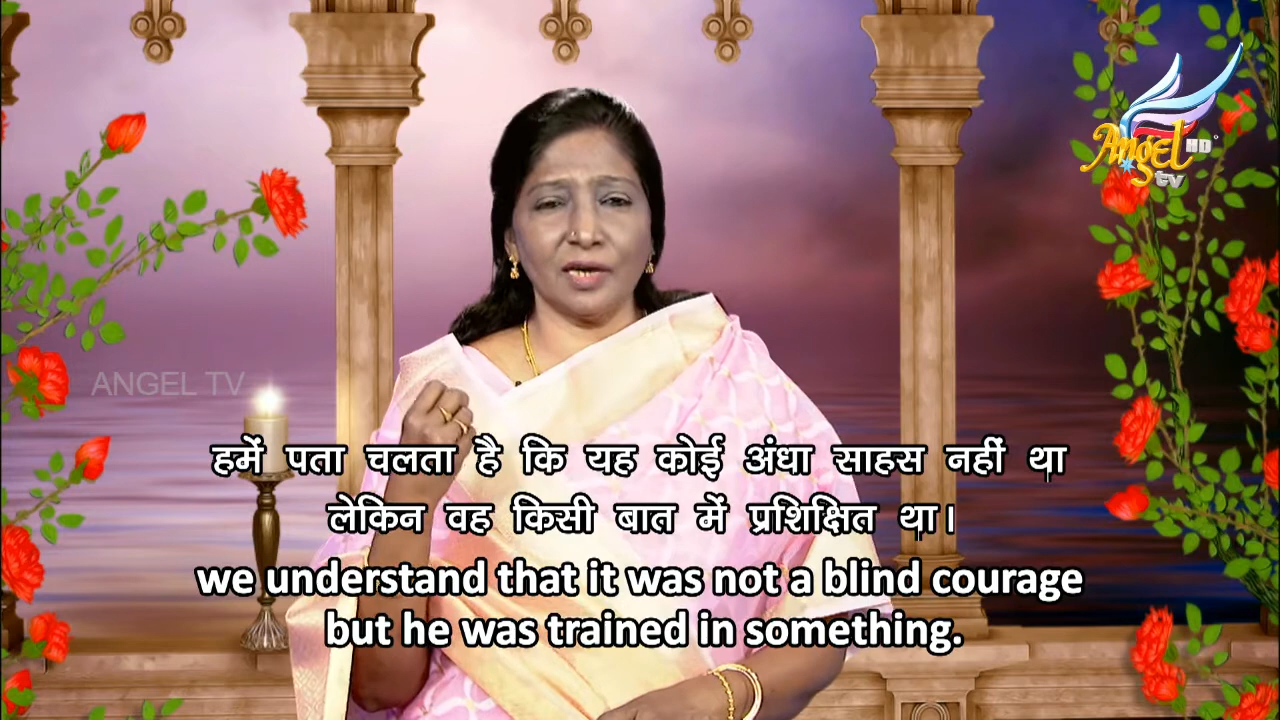 Angel HD
tv
ANGEL TV
हमें पता चलता है कि यह कोई अंधा साहस नहीं था
लेकिन वह किसी बात में प्रशिक्षित था।
we understand that it was not a blind courage
but he was trained in something.